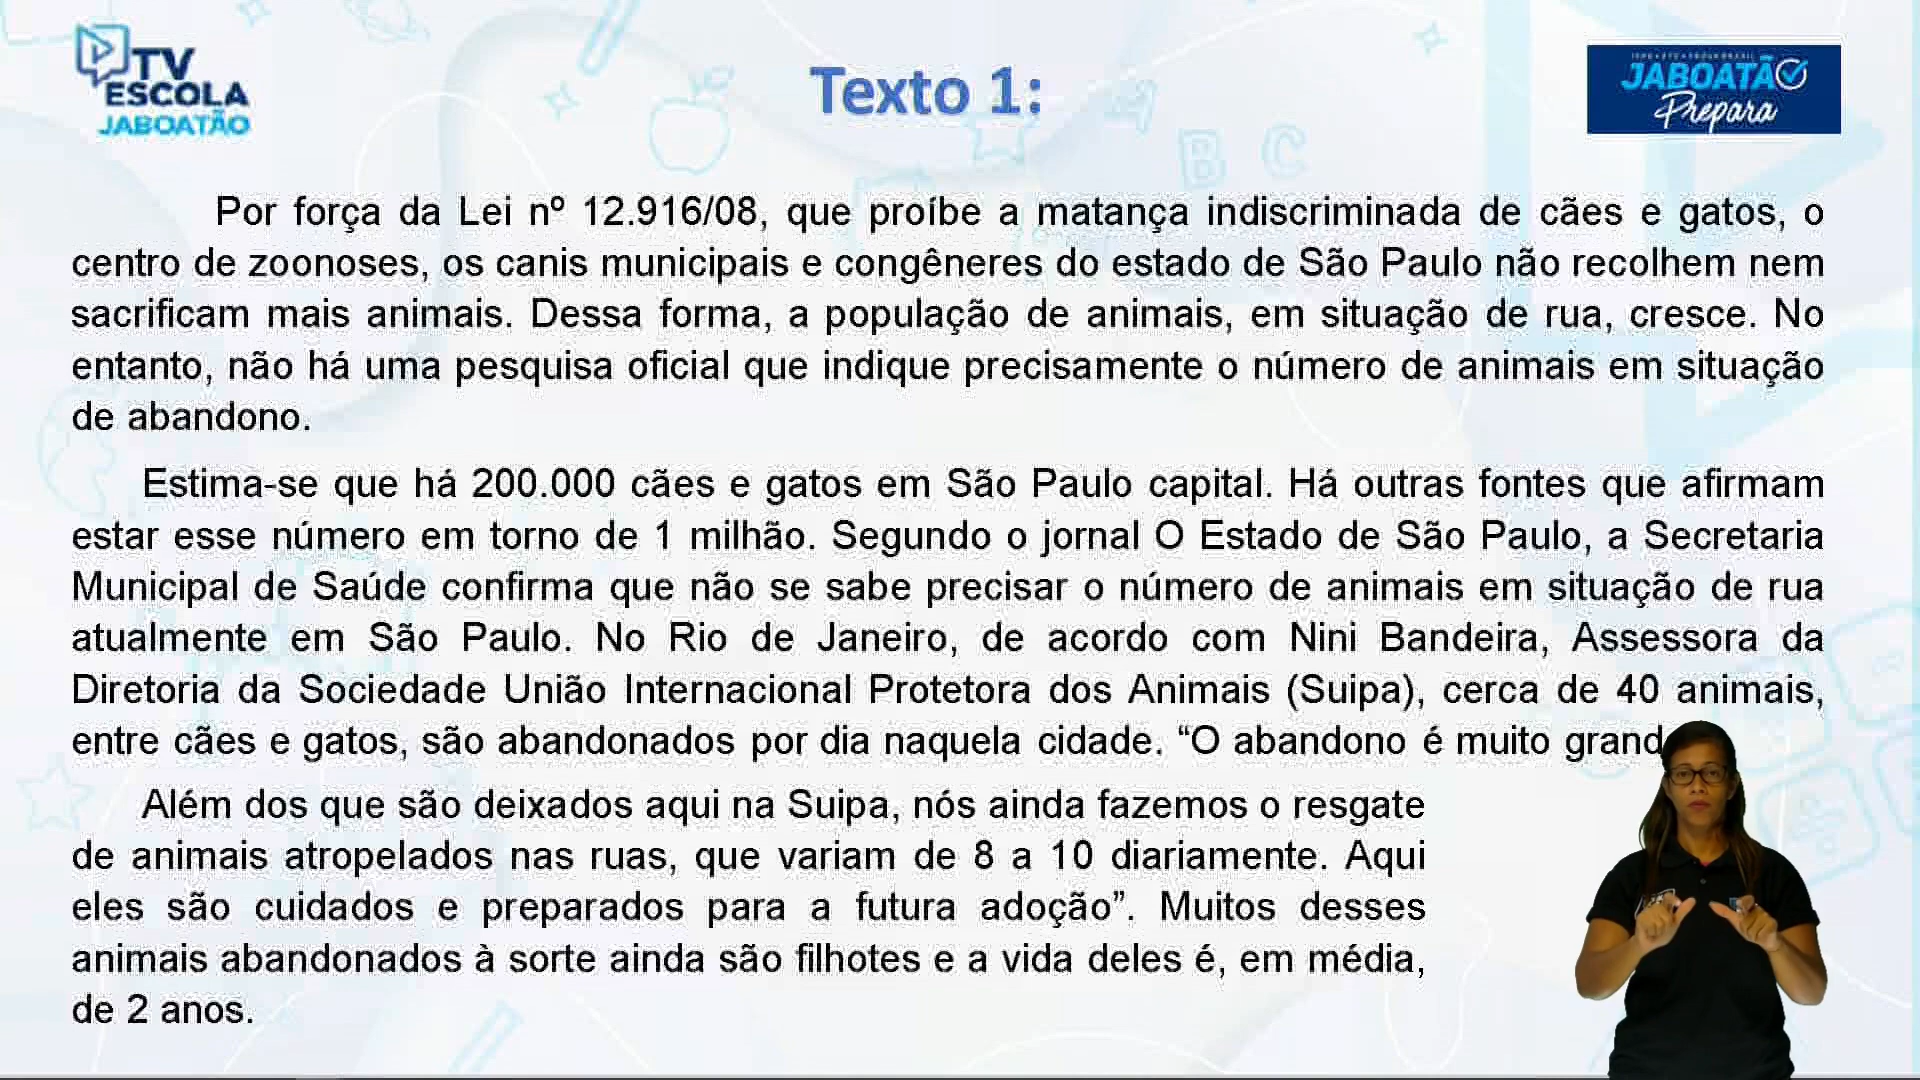 TV
ESCOLA
JABOATÃO
Texto 1:
JABOATÃO
Prepara
Por força da Lei nº 12.916/08, que proíbe a matança indiscriminada de cães e gatos, o
centro de zoonoses, os canis municipais e congêneres do estado de São Paulo não recolhem nem
sacrificam mais animais. Dessa forma, a população de animais, em situação de rua, cresce. No
entanto, não há uma pesquisa oficial que indique precisamente o número de animais em situação
de abandono.
Estima-se que há 200.000 cães e gatos em São Paulo capital. Há outras fontes que afirmam
estar esse número em torno de 1 milhão. Segundo o jornal O Estado de São Paulo, a Secretaria
Municipal de Saúde confirma que não se sabe precisar o número de animais em situação de rua
atualmente em São Paulo. No Rio de Janeiro, de acordo com Nini Bandeira, Assessora da
Diretoria da Sociedade União Internacional Protetora dos Animais (Suipa), cerca de 40 animais,
entre cães e gatos, são abandonados por dia naquela cidade. “O abandono é muito grand
Além dos que são deixados aqui na Suipa, nós ainda fazemos o resgate
de animais atropelados nas ruas, que variam de 8 a 10 diariamente. Aqui
eles são cuidados e preparados para a futura adoção”. Muitos desses
animais abandonados à sorte ainda são filhotes e a vida deles é, em média,
de 2 anos.